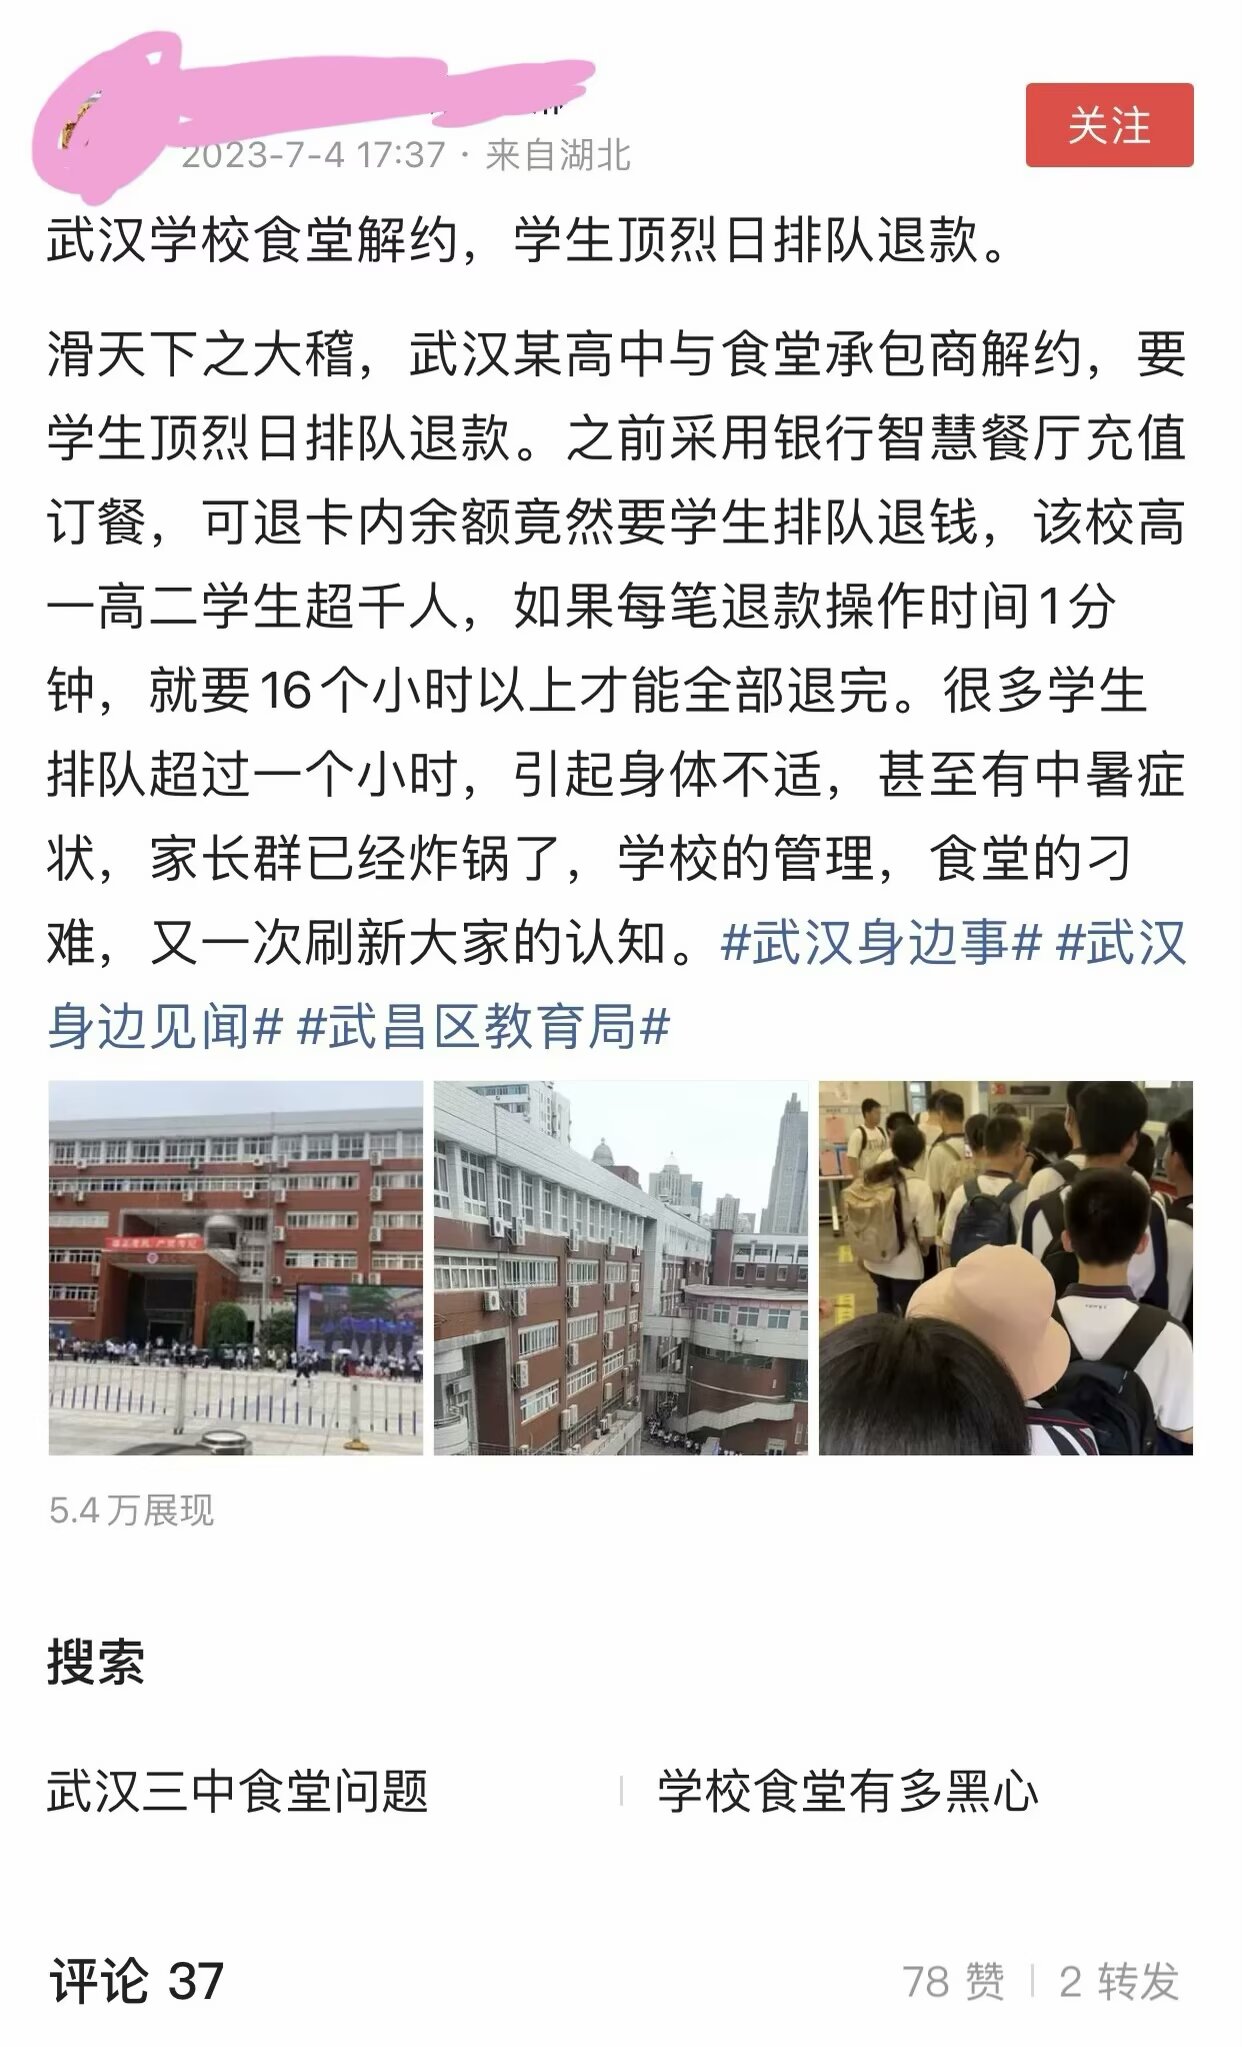 2023-7-4 17:37 · 来自湖北
关注
武汉学校食堂解约，学生顶烈日排队退款。
滑天下之大稽，武汉某高中与食堂承包商解约，要
学生顶烈日排队退款。之前采用银行智慧餐厅充值
订餐，可退卡内余额竟然要学生排队退钱，该校高
一高二学生超千人，如果每笔退款操作时间1分
钟，就要16个小时以上才能全部退完。很多学生
排队超过一个小时，引起身体不适，甚至有中暑症
状，家长群已经炸锅了，学校的管理，食堂的刁
难，又一次刷新大家的认知。#武汉身边事# #武汉
身边见闻# #武昌区教育局#
5.4万展现
搜索
武汉三中食堂问题
学校食堂有多黑心
评论 37
78 赞
2 转发